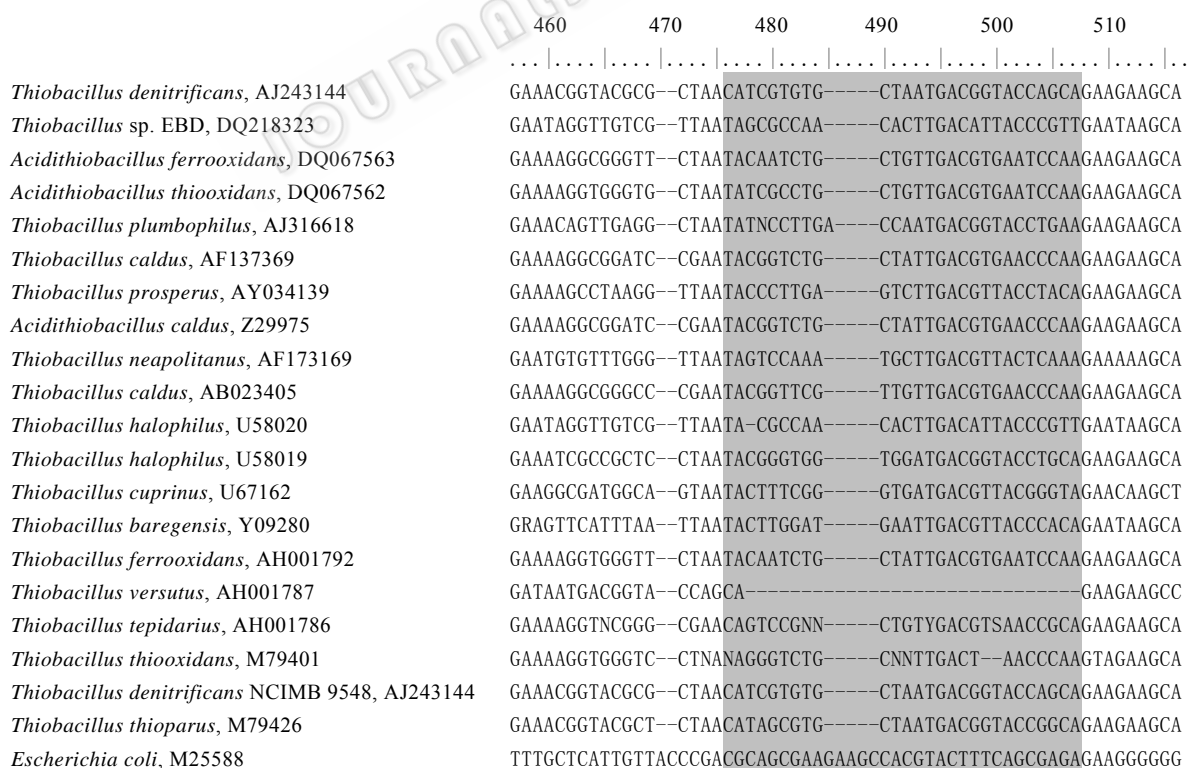 JOURNA
460 470 480 490 500 510
. . . | . . . . | . . . . | . . . . | . . . . | . . . . | . . . . | . . . . | . . . . | . . . . | . . . . | . . . . | . .
Thiobacillus denitrificans, AJ243144 GAAACGGTACGCG--CTAACATCGTGTG-----CTAATGACGGTACCAGCAGAAGAAGCA
Thiobacillus sp. EBD, DQ218323 GAATAGGTTGTCG--TTAATAGCGCCAA-----CACTTGACATTACCCGTTGAATAAGCA
Acidithiobacillus ferrooxidans, DQ067563 GAAAAGGCGGGTT--CTAATACAATCTG-----CTGTTGACGTGAATCCAAGAAGAAGCA
Acidithiobacillus thiooxidans, DQ067562 GAAAAGGTGGGTG--CTAATATCGCCTG-----CTGTTGACGTGAATCCAAGAAGAAGCA
Thiobacillus plumbophilus, AJ316618 GAAACAGTTGAGG--CTAATATNCCTTGA----CCAATGACGGTACCTGAAGAAGAAGCA
Thiobacillus caldus, AF137369 GAAAAGGCGGATC--CGAATACGGTCTG-----CTATTGACGTGAACCCAAGAAGAAGCA
Thiobacillus prosperus, AY034139 GAAAAGCCTAAGG--TTAATACCCTTGA-----GTCTTGACGTTACCTACAGAAGAAGCA
Acidithiobacillus caldus, Z29975 GAAAAGGCGGATC--CGAATACGGTCTG-----CTATTGACGTGAACCCAAGAAGAAGCA
Thiobacillus neapolitanus, AF173169 GAATGTGTTTGGG--TTAATAGTCCAAA-----TGCTTGACGTTACTCAAAGAAAAAGCA
Thiobacillus caldus, AB023405 GAAAAGGCGGGCC--CGAATACGGTTCG-----TTGTTGACGTGAACCCAAGAAGAAGCA
Thiobacillus halophilus, U58020 GAATAGGTTGTCG--TTAATA-CGCCAA-----CACTTGACATTACCCGTTGAATAAGCA
Thiobacillus halophilus, U58019 GAAATCGCCGCTC--CTAATACGGGTGG-----TGGATGACGGTACCTGCAGAAGAAGCA
Thiobacillus cuprinus, U67162 GAAGGCGATGGCA--GTAATACTTTCGG-----GTGATGACGTTACGGGTAGAACAAGCT
Thiobacillus baregensis, Y09280 GRAGTTCATTTAA--TTAATACTTGGAT-----GAATTGACGTTACCCACAGAATAAGCA
Thiobacillus ferrooxidans, AH001792 GAAAAGGTGGGTT--CTAATACAATCTG-----CTATTGACGTGAATCCAAGAAGAAGCA
Thiobacillus versutus, AH001787 GATAATGACGGTA--CCAGCA------------------------------GAAGAAGCC
Thiobacillus tepidarius, AH001786 GAAAAGGTNCGGG--CGAACAGTCCGNN-----CTGTYGACGTSAACCGCAGAAGAAGCA
Thiobacillus thiooxidans, M79401 GAAAAGGTGGGTC--CTNANAGGGTCTG-----CNNTTGACT--AACCCAAGTAGAAGCA
Thiobacillus denitrificans NCIMB 9548, AJ243144 GAAACGGTACGCG--CTAACATCGTGTG-----CTAATGACGGTACCAGCAGAAGAAGCA
Thiobacillus thioparus, M79426 GAAACGGTACGCT--CTAACATAGCGTG-----CTAATGACGGTACCGGCAGAAGAAGCA
Escherichia coli, M25588 TTTGCTCATTGTTACCCGACGCAGCGAAGAAGCCACGTACTTTCAGCGAGAGAAGGGGGG